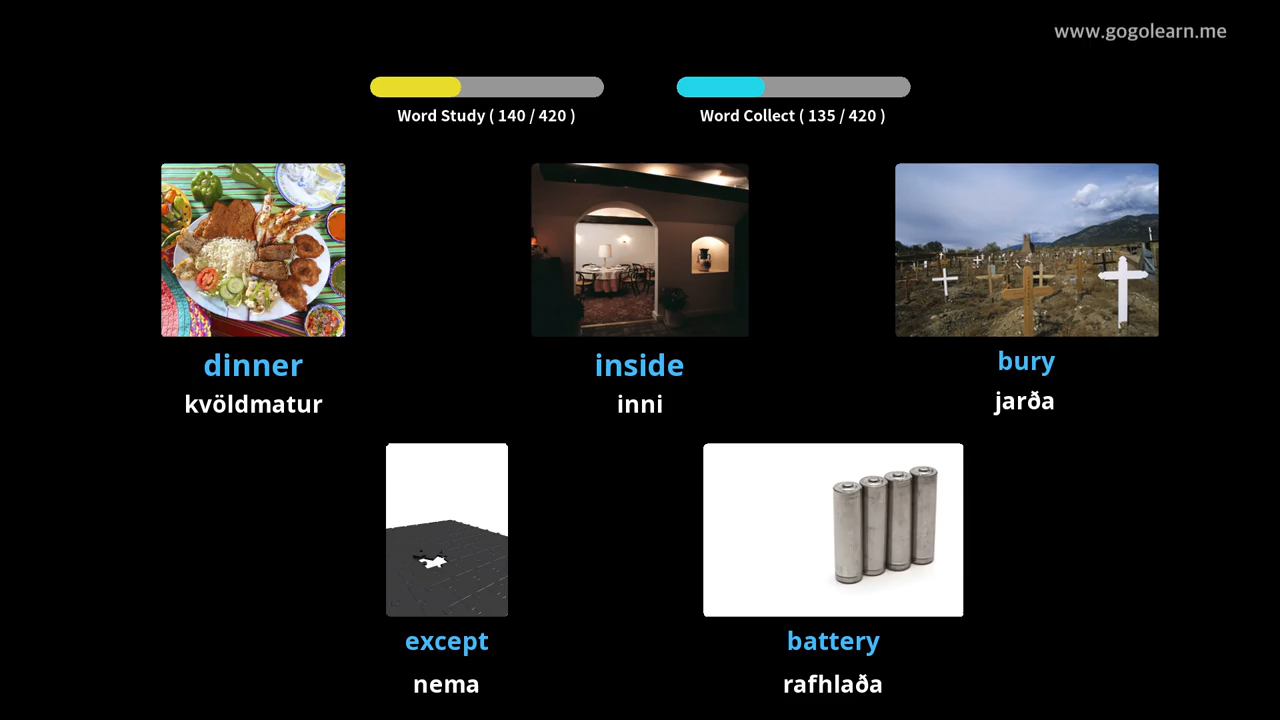 www.gogolearn.me
Word Study ( 140 / 420 )
Word Collect ( 135 / 420 )
dinner
kvöldmatur
inside
inni
bury
jarða
except
nema
battery
rafhlaða